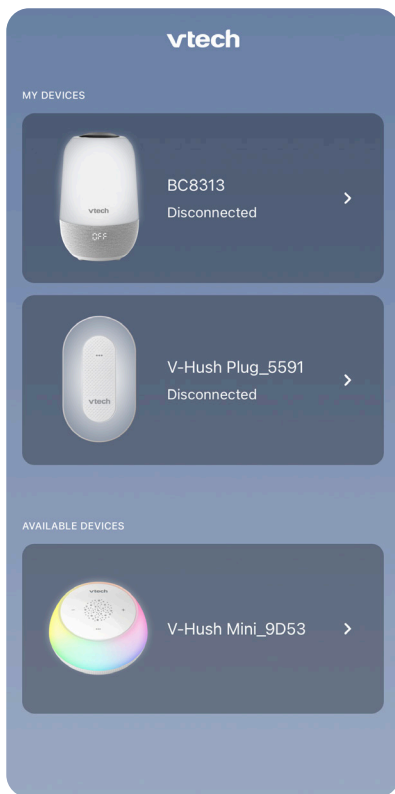 vtech
MY DEVICES
vtech
OFF
BC8313
Disconnected
vtech
V-Hush Plug_5591
Disconnected
AVAILABLE DEVICES
vtech
V-Hush Mini_9D53